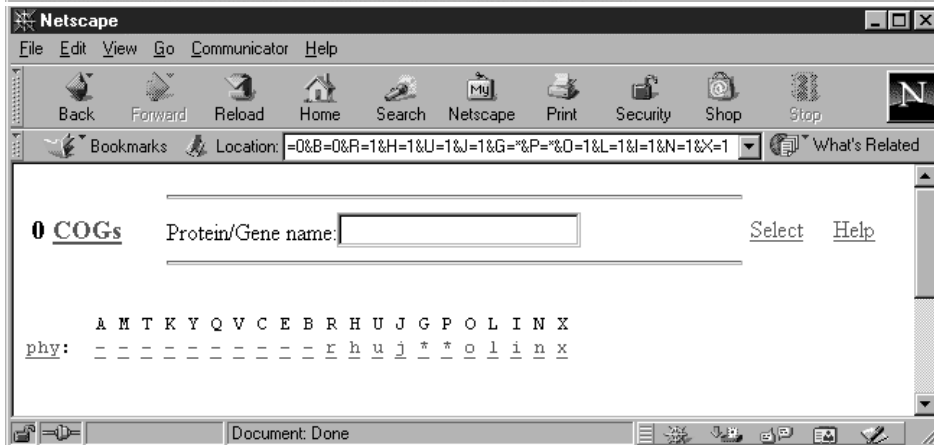 Netscape
File Edit View Go Communicator Help
Back Forward Reload Home Search Netscape Print Security Shop Stop
My
N
Bookmarks Location: =0&B=0&R=1&H=1&U=1&J=1&G=*&P=*&O=1&L=1&I=1&N=1&X=1 What's Related
0 COGs Protein/Gene name: Select Help
A M T K Y Q V C E B R H U J G P O L I N X
phy: - - - - - - - - - - r h u j * * o l i n x
Document: Done